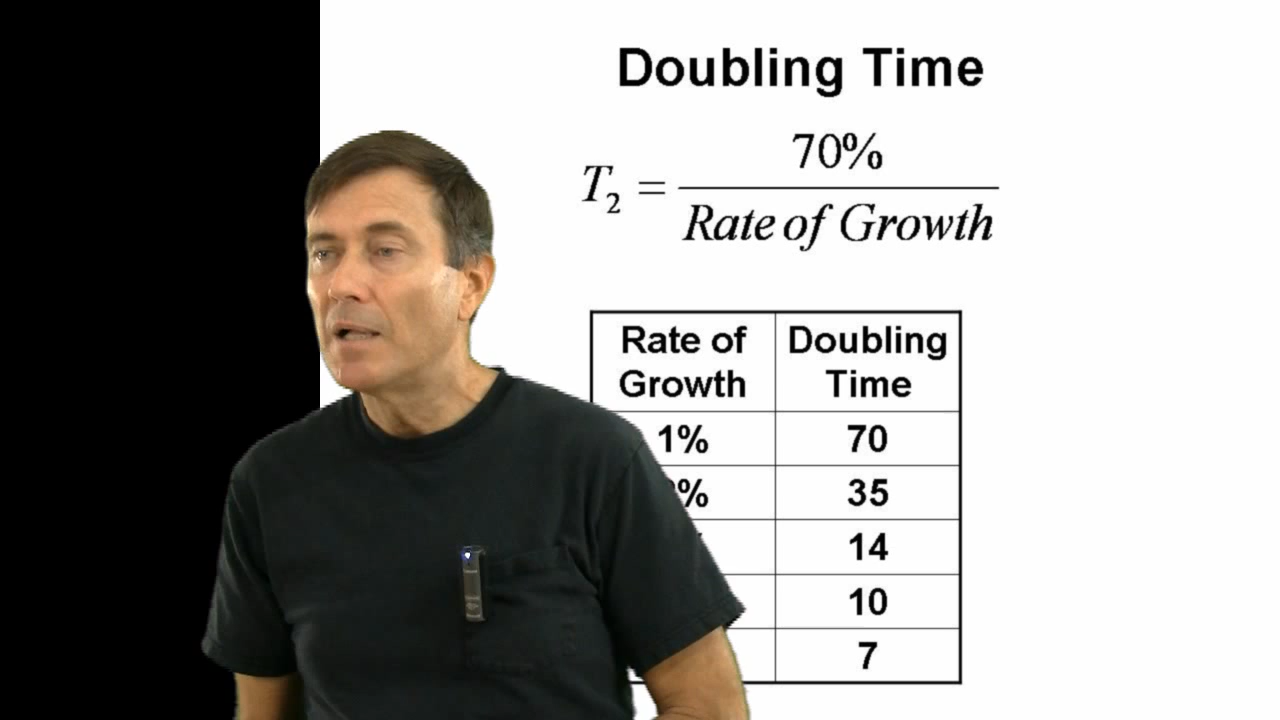 Doubling Time
T₂ = 70% / Rate of Growth
Rate of Growth | Doubling Time
1% | 70
% | 35
14
10
7